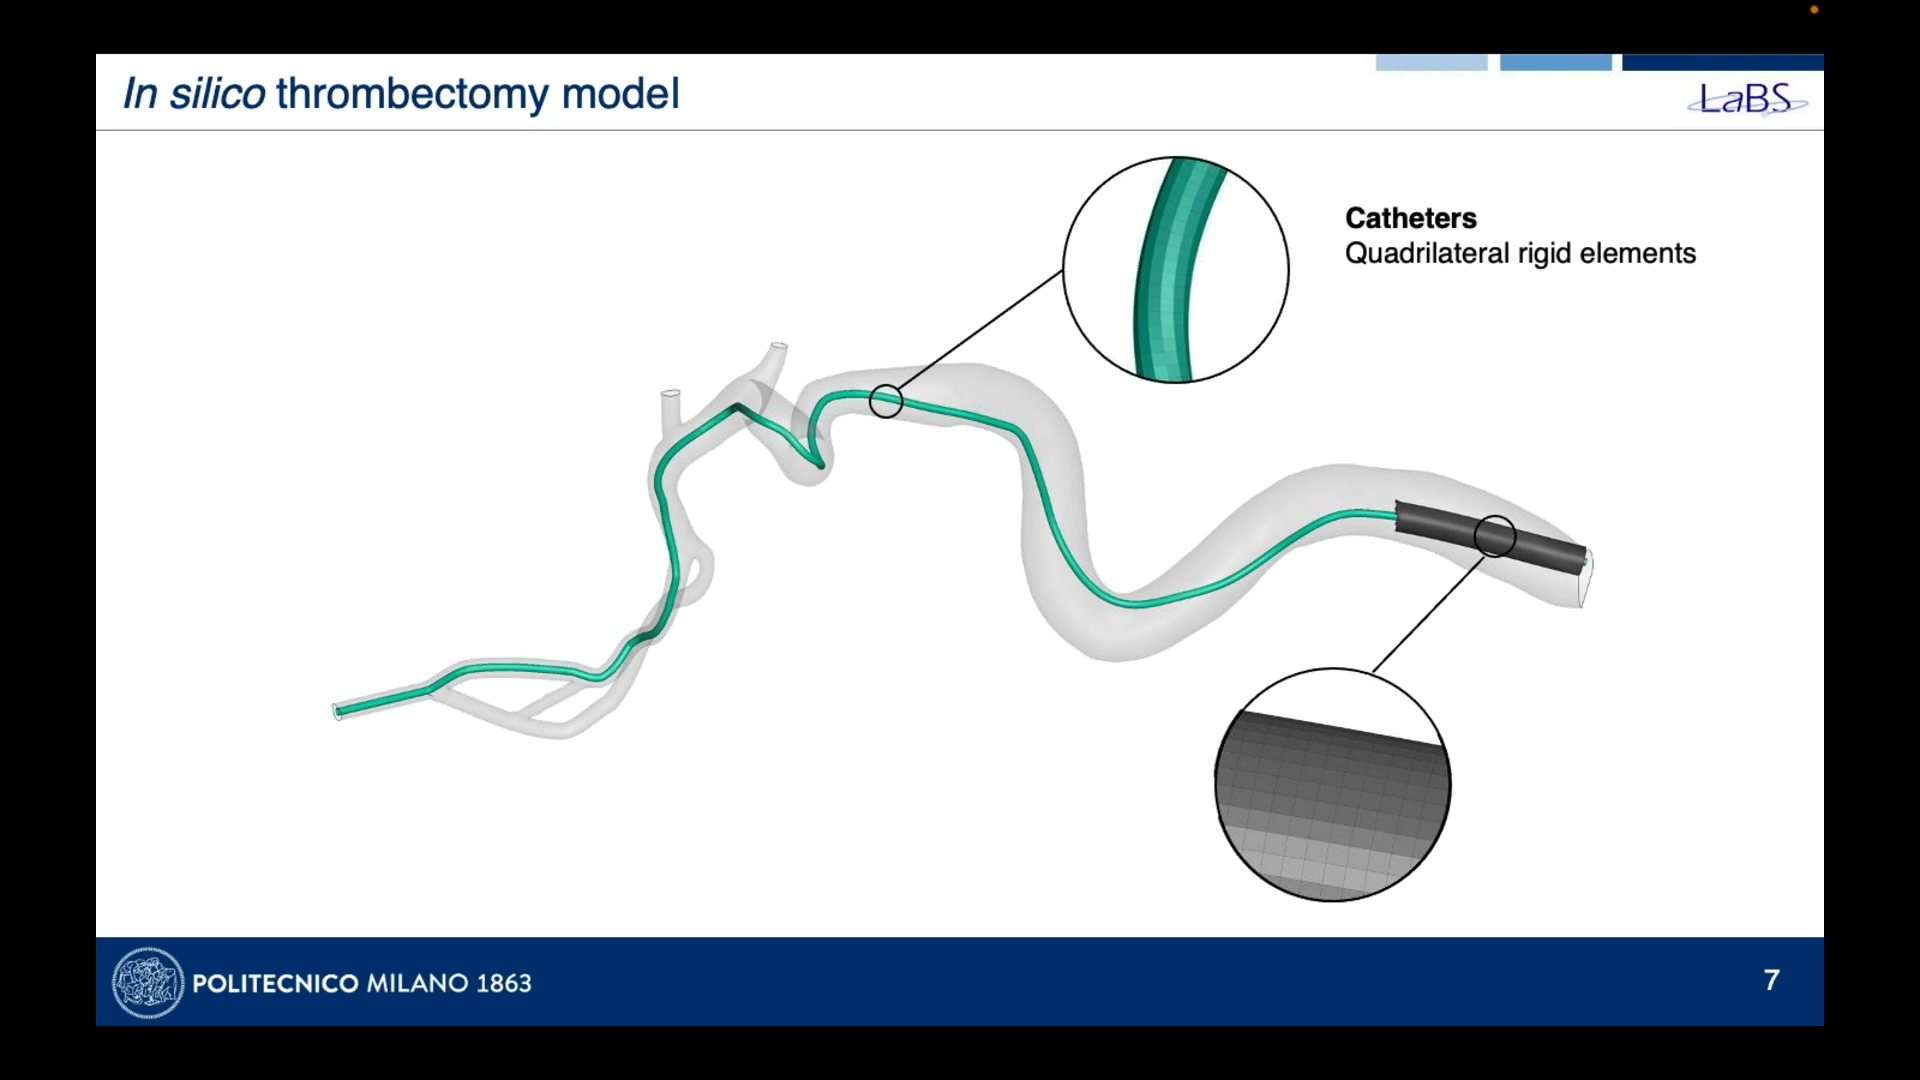 In silico thrombectomy model
LaBS
Catheters
Quadrilateral rigid elements
POLITECNICO MILANO 1863
7